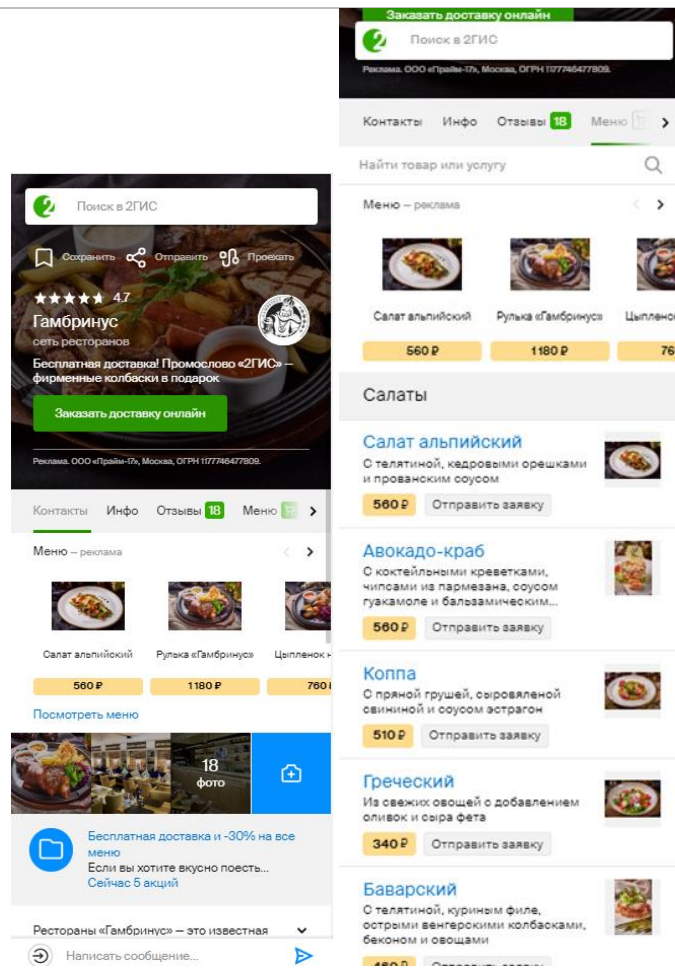 Поиск в 2ГИС
Сохранить Отправить Проехать
4.7
Гамбринус
сеть ресторанов
Бесплатная доставка! Промослово «2ГИС» –
фирменные колбаски в подарок
Заказать доставку онлайн
Реклама. ООО «Прайм-17», Москва, ОГРН 1177746477809.
Контакты Инфо Отзывы 18 Меню
Меню – реклама
Салат альпийский Рулька «Гамбринус» Цыпленок
560 ₽ 1180 ₽ 760
Посмотреть меню
18
фото
Бесплатная доставка и -30% на все
меню
Если вы хотите вкусно поесть...
Сейчас 5 акций
Рестораны «Гамбринус» – это известная
Написать сообщение...
Заказать доставку онлайн
Поиск в 2ГИС
Реклама. ООО «Прайм-17», Москва, ОГРН 1177746477809.
Контакты Инфо Отзывы 18 Меню
Найти товар или услугу
Меню – реклама
Салат альпийский Рулька «Гамбринус» Цыплено
560 ₽ 1180 ₽ 76
Салаты
Салат альпийский
С телятиной, кедровыми орешками
и прованским соусом
560 ₽ Отправить заявку
Авокадо-краб
С коктейльными креветками,
чипсами из пармезана, соусом
гуакамоле и бальзамическим...
560 ₽ Отправить заявку
Коппа
С пряной грушей, сыровяленой
свининой и соусом эстрагон
510 ₽ Отправить заявку
Греческий
Из свежих овощей с добавлением
оливок и сыра фета
340 ₽ Отправить заявку
Баварский
С телятиной, куриным филе,
острыми венгерскими колбасками,
беконом и овощами
460 ₽ Отправить заявку